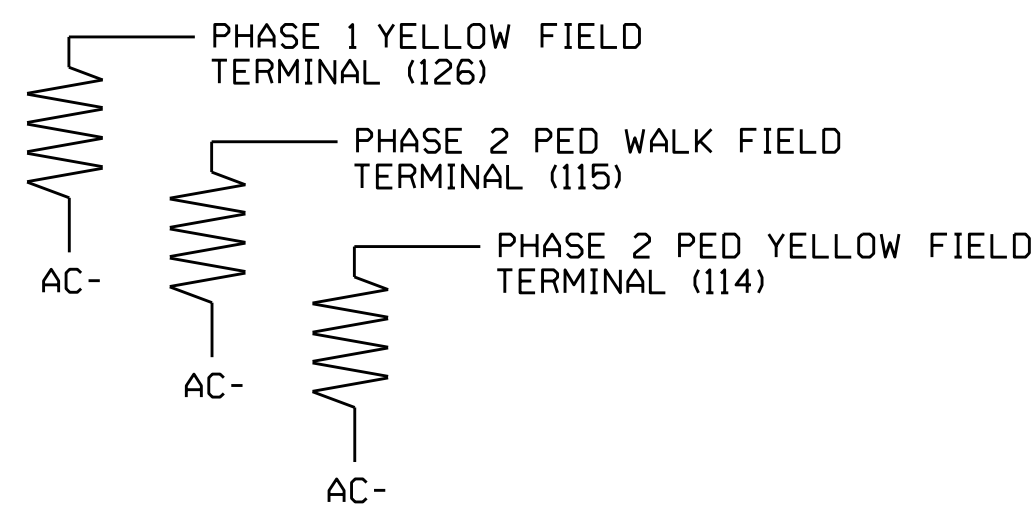 PHASE 1 YELLOW FIELD
TERMINAL (126)
PHASE 2 PED WALK FIELD
TERMINAL (115)
PHASE 2 PED YELLOW FIELD
TERMINAL (114)
AC-
AC-
AC-